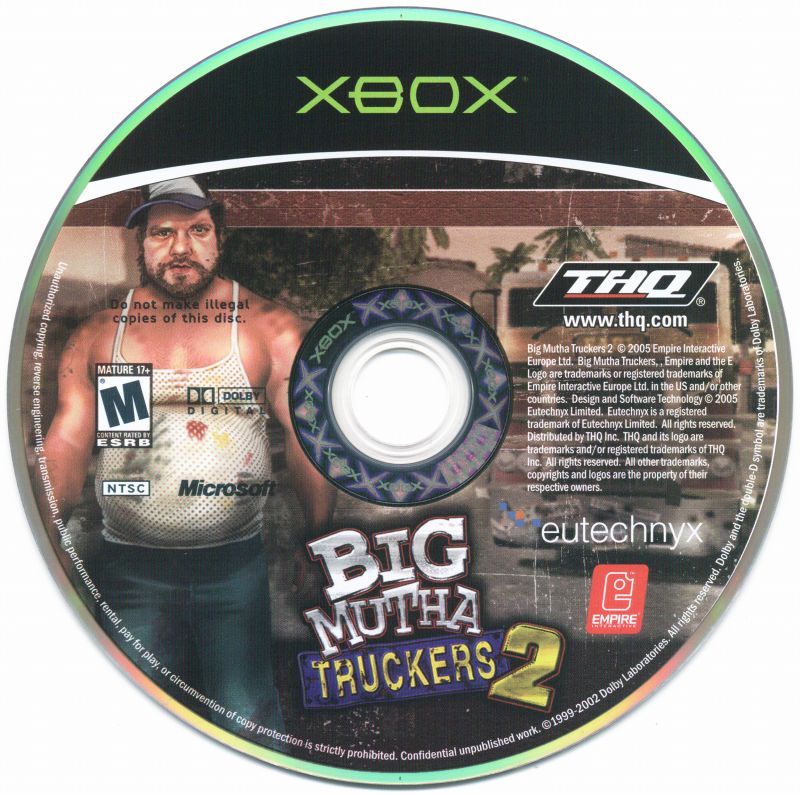 XBOX
Do not make illegal
copies of this disc.
THQ®
www.thq.com
MATURE 17+
M
CONTENT RATED BY
ESRB
DOLBY
DIGITAL
NTSC
Microsoft
XBOX
Big Mutha Truckers 2 © 2005 Empire Interactive
Europe Ltd. Big Mutha Truckers, , Empire and the E
Logo are trademarks or registered trademarks of
Empire Interactive Europe Ltd. in the US and/or other
countries. Design and Software Technology © 2005
Eutechnyx Limited. Eutechnyx is a registered
trademark of Eutechnyx Limited. All rights reserved.
Distributed by THQ Inc. THQ and its logo are
trademarks and/or registered trademarks of THQ
Inc. All rights reserved. All other trademarks,
copyrights and logos are the property of their
respective owners.
eutechnyx
EMPIRE
INTERACTIVE
BIG
MUTHA
TRUCKERS 2
Unauthorized copying, reverse engineering, transmission, public performance, rental, pay for play, or circumvention of copy protection is strictly prohibited. Confidential unpublished work. ©1999-2002 Dolby Laboratories. All rights reserved. Dolby and the double-D symbol are trademarks of Dolby Laboratories.